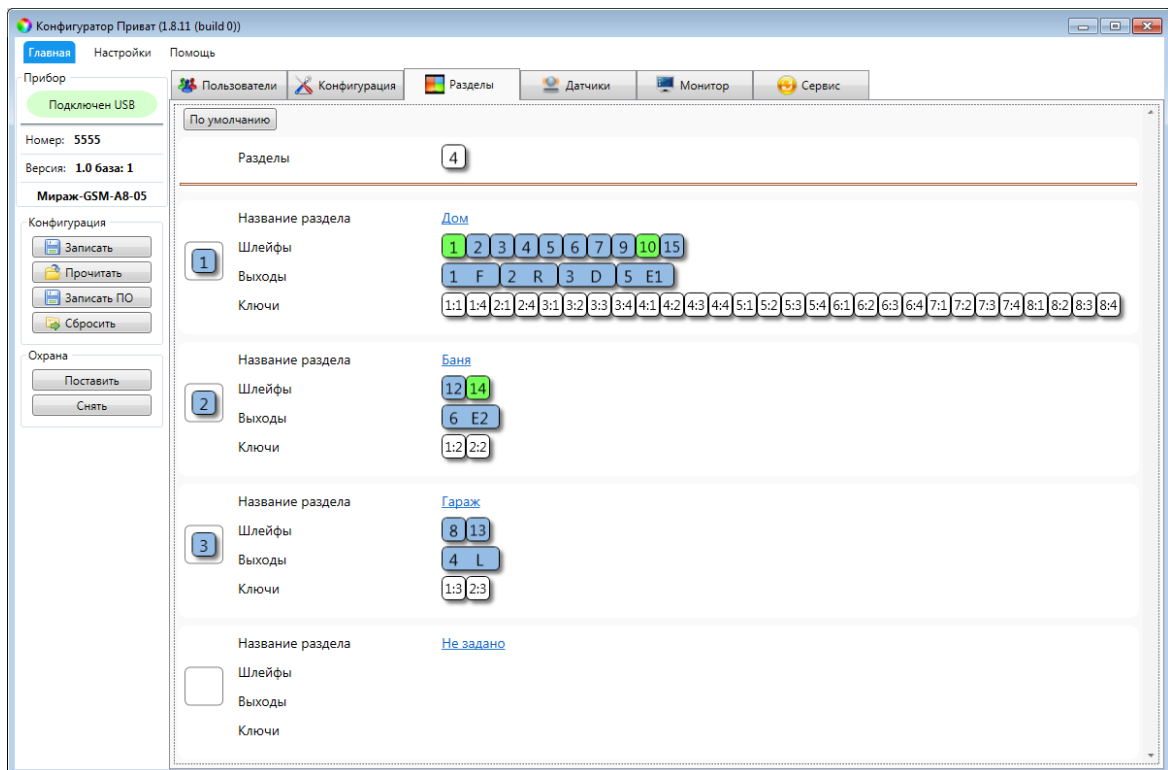 Конфигуратор Приват (1.8.11 (build 0))
Главная Настройки Помощь
Прибор
Подключен USB
Номер: 5555
Версия: 1.0 база: 1
Мираж-GSM-A8-05
Конфигурация
Записать
Прочитать
Записать ПО
Сбросить
Охрана
Поставить
Снять
Пользователи Конфигурация Разделы Датчики Монитор Сервис
По умолчанию
Разделы 4
1
Название раздела Дом
Шлейфы 1 2 3 4 5 6 7 9 10 15
Выходы 1 F 2 R 3 D 5 E1
Ключи 1:1 1:4 2:1 2:4 3:1 3:2 3:3 3:4 4:1 4:2 4:3 4:4 5:1 5:2 5:3 5:4 6:1 6:2 6:3 6:4 7:1 7:2 7:3 7:4 8:1 8:2 8:3 8:4
2
Название раздела Баня
Шлейфы 12 14
Выходы 6 E2
Ключи 1:2 2:2
3
Название раздела Гараж
Шлейфы 8 13
Выходы 4 L
Ключи 1:3 2:3
Название раздела Не задано
Шлейфы
Выходы
Ключи